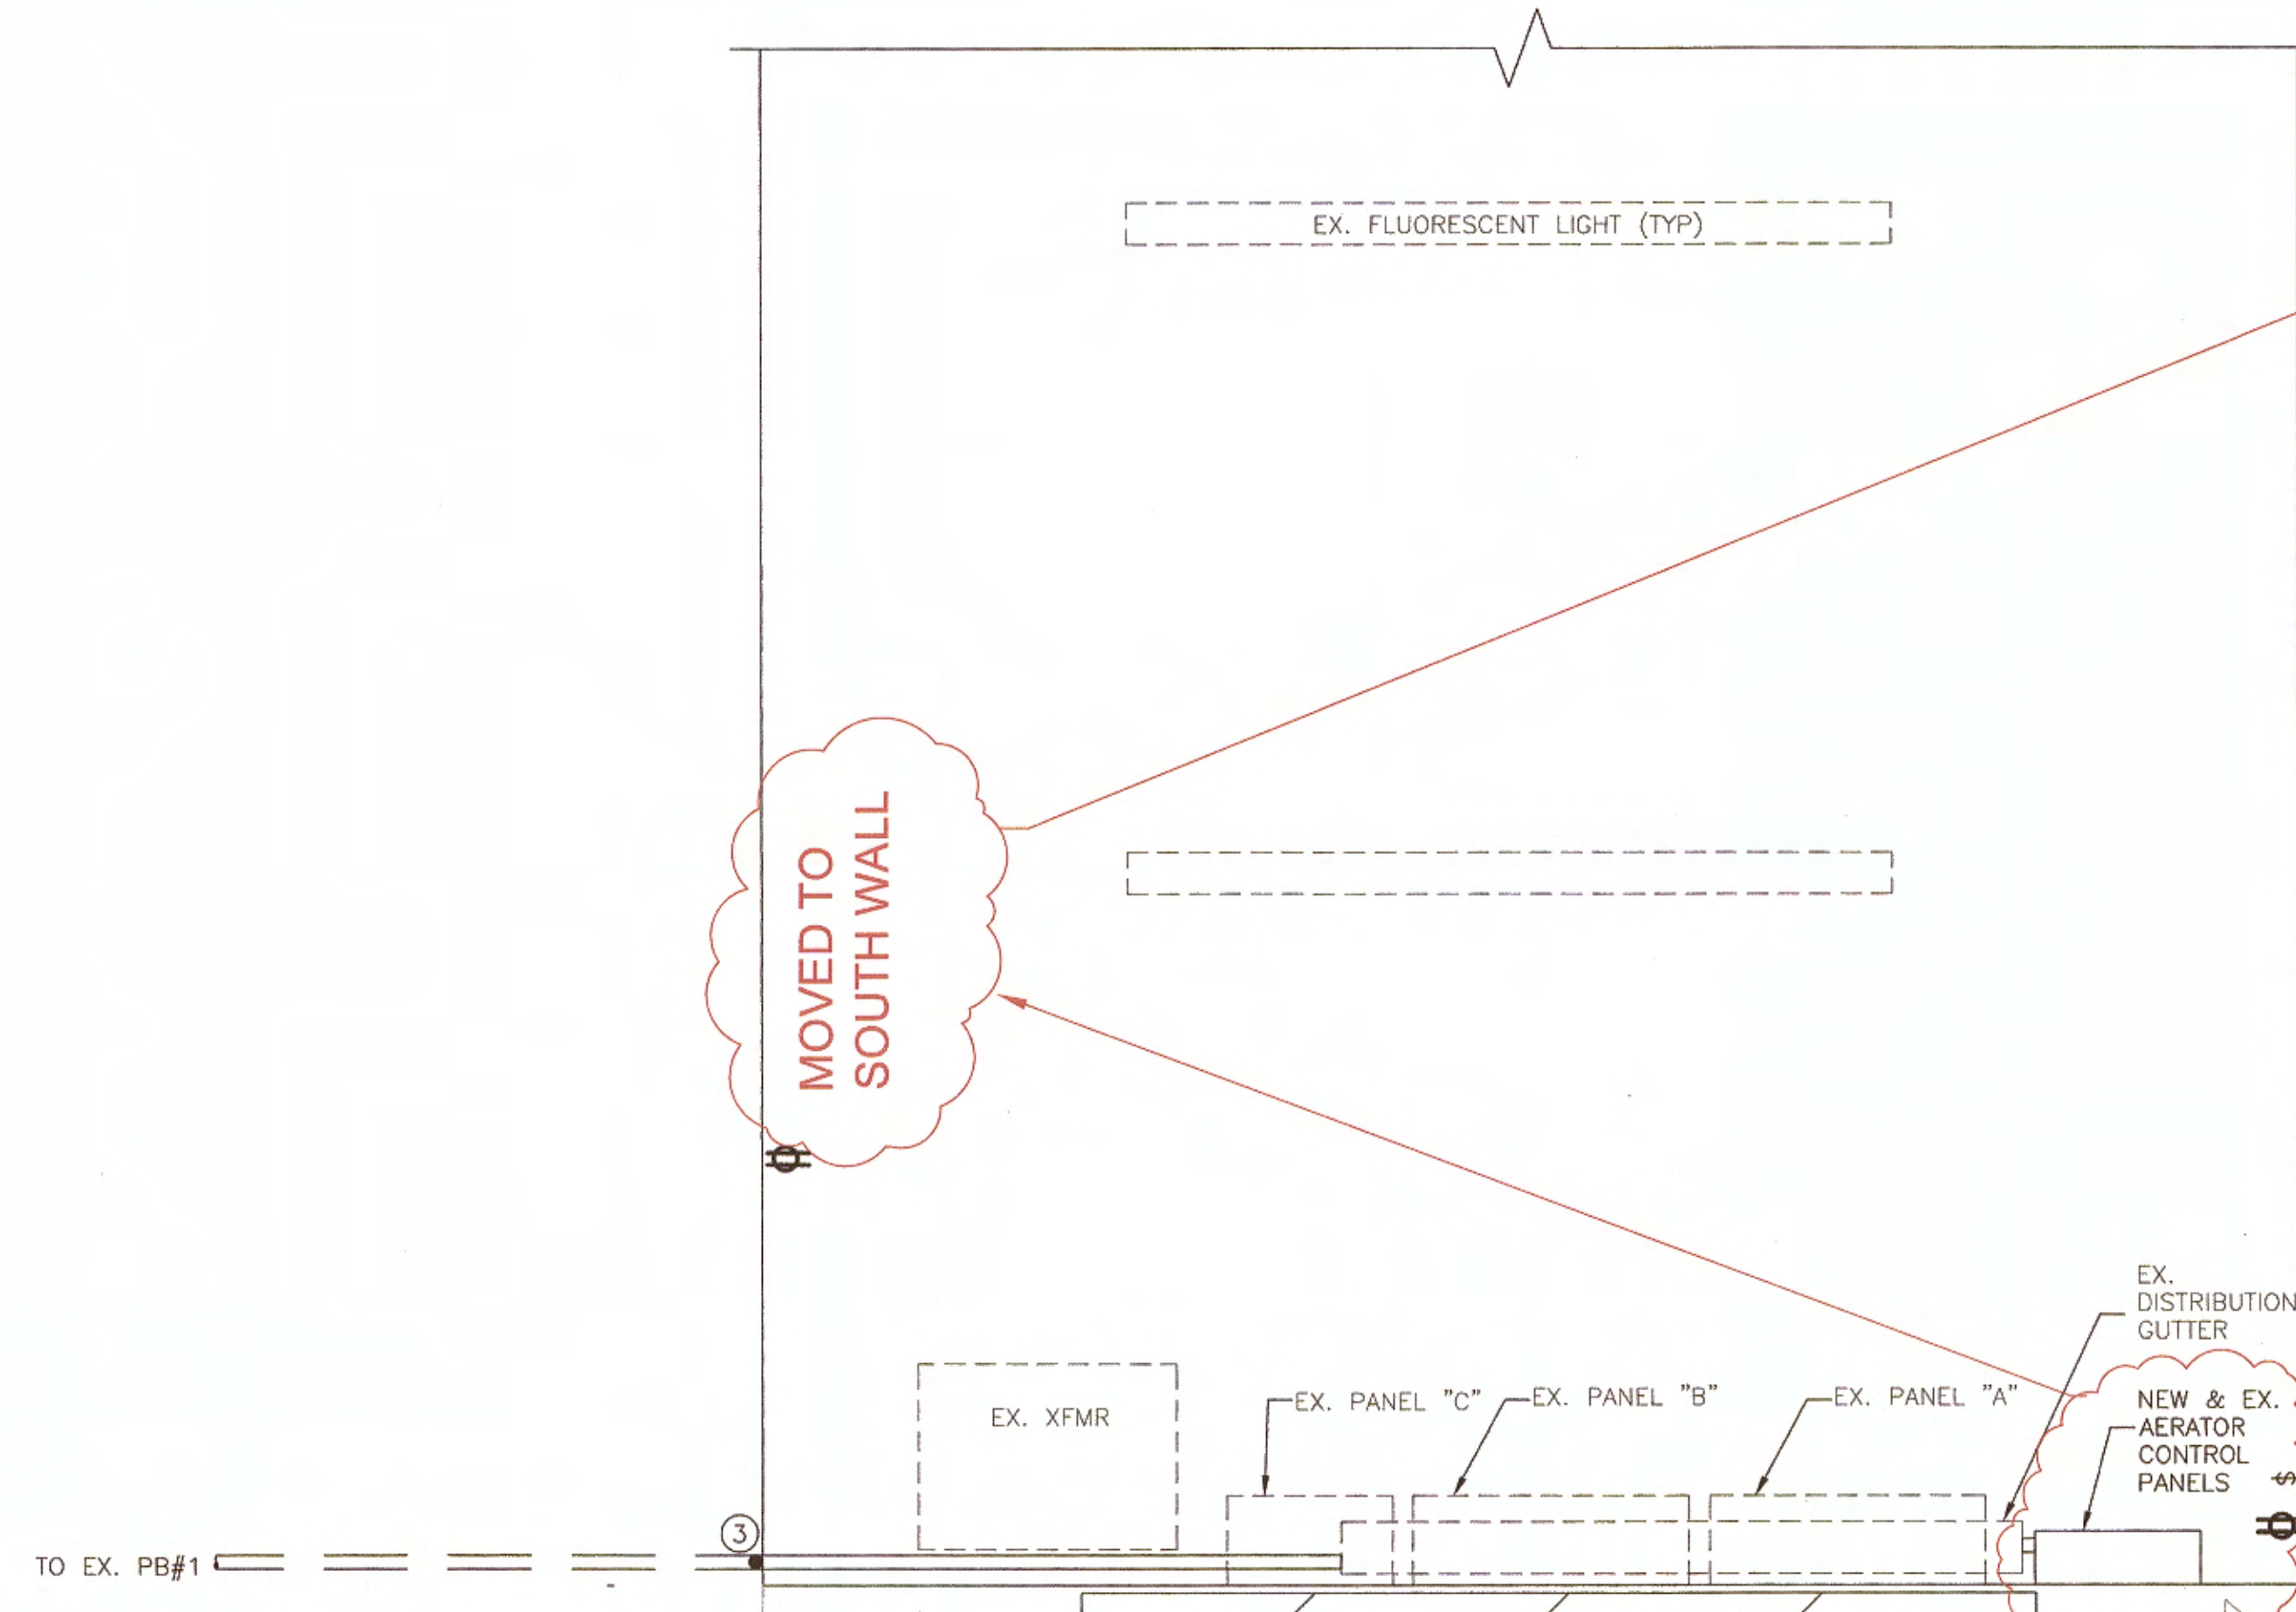 EX. FLUORESCENT LIGHT (TYP)
MOVED TO
SOUTH WALL
EX.
DISTRIBUTION
GUTTER
EX. XFMR
EX. PANEL "C"
EX. PANEL "B"
EX. PANEL "A"
NEW & EX.
AERATOR
CONTROL
PANELS
$
3
TO EX. PB#1